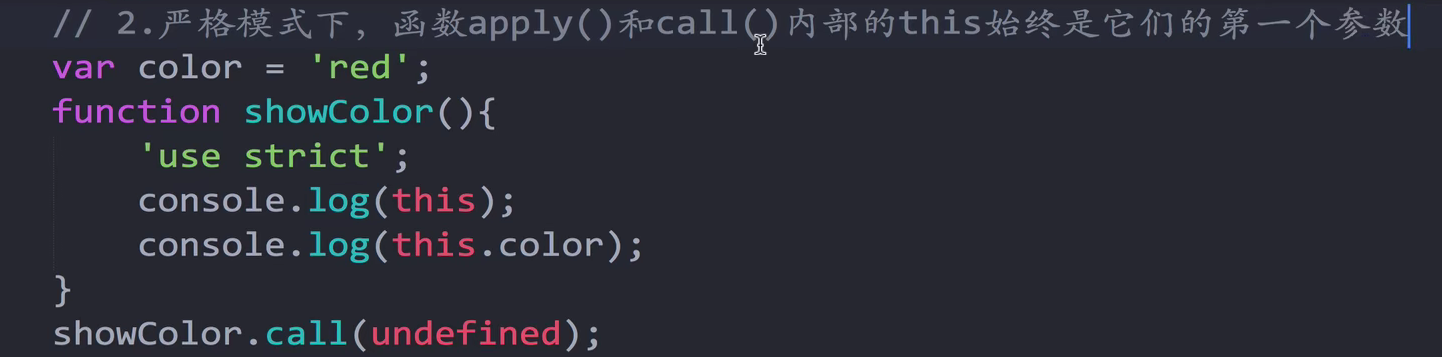 // 2.严格模式下, 函数apply()和call()内部的this始终是它们的第一个参数
var color = 'red';
function showColor(){
    'use strict';
    console.log(this);
    console.log(this.color);
}
showColor.call(undefined);